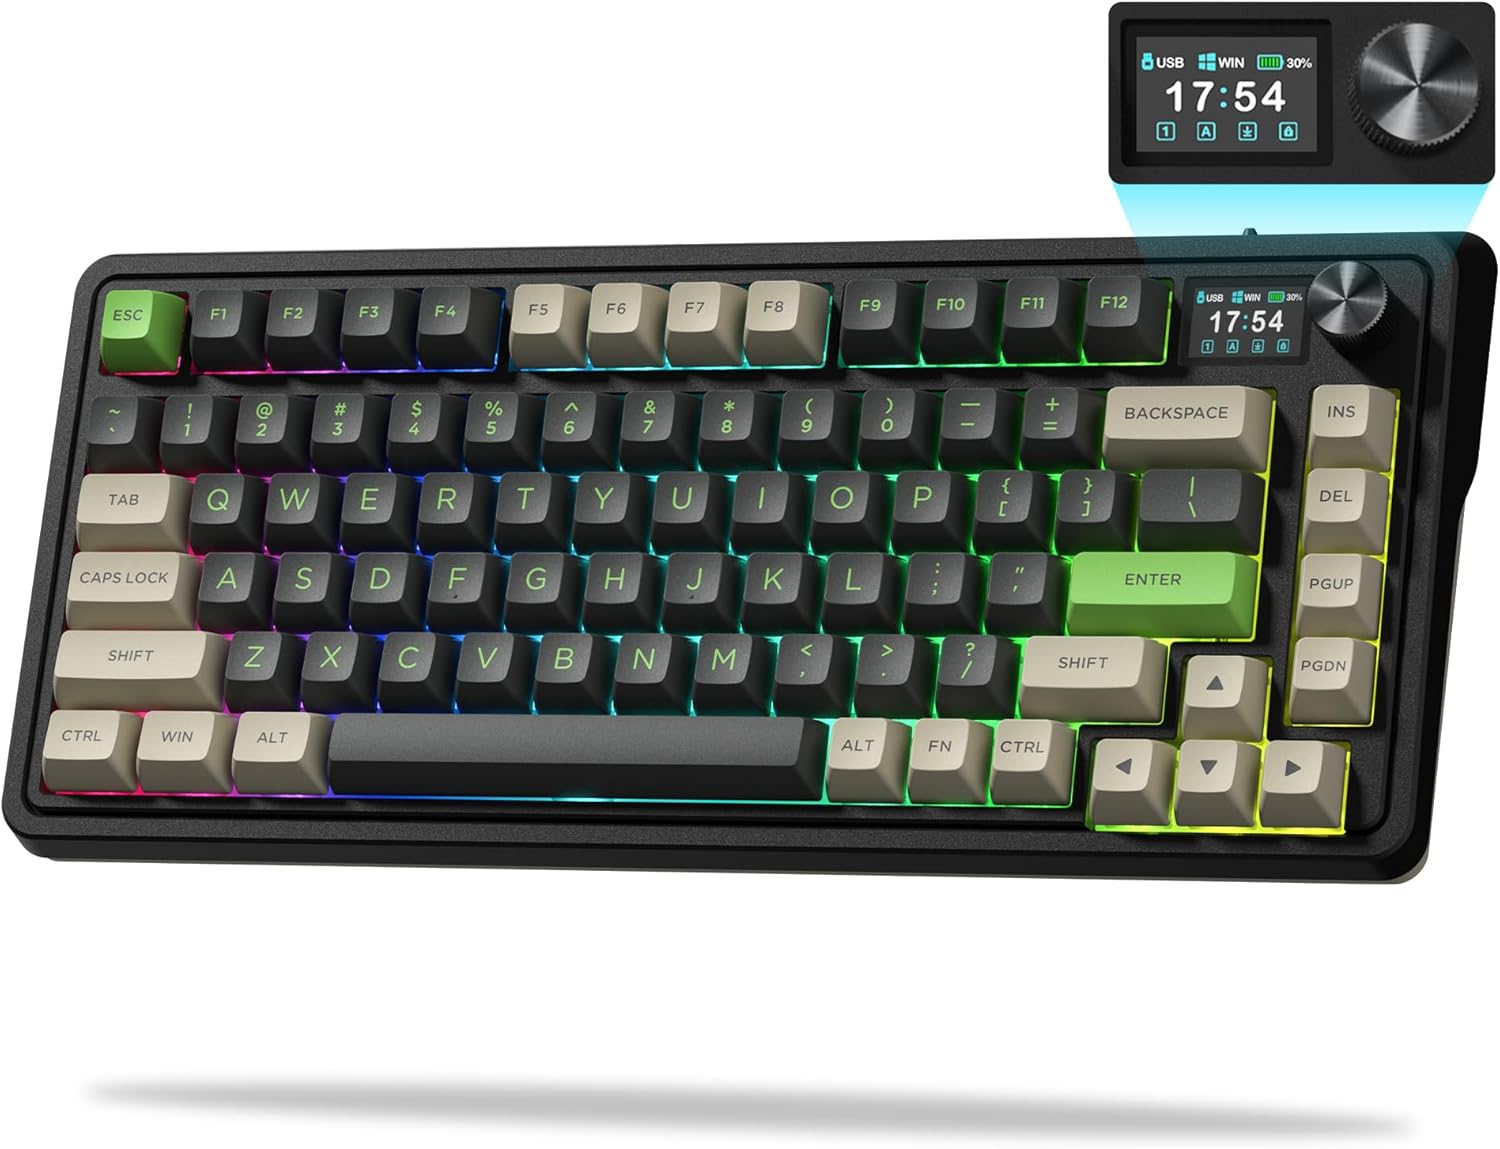 USB WIN 30%
17:54
1 A
ESC F1 F2 F3 F4 F5 F6 F7 F8 F9 F10 F11 F12
USB WIN 30%
17:54
1 A
~ ! @ # $ % ^ & * ( ) — +
` 1 2 3 4 5 6 7 8 9 0 – = BACKSPACE INS
TAB Q W E R T Y U I O P { } | DEL
[ ] \
CAPS LOCK A S D F G H J K L : " ENTER PGUP
; '
SHIFT Z X C V B N M < > ? SHIFT ▲ PGDN
, . /
CTRL WIN ALT ALT FN CTRL ◀ ▼ ▶